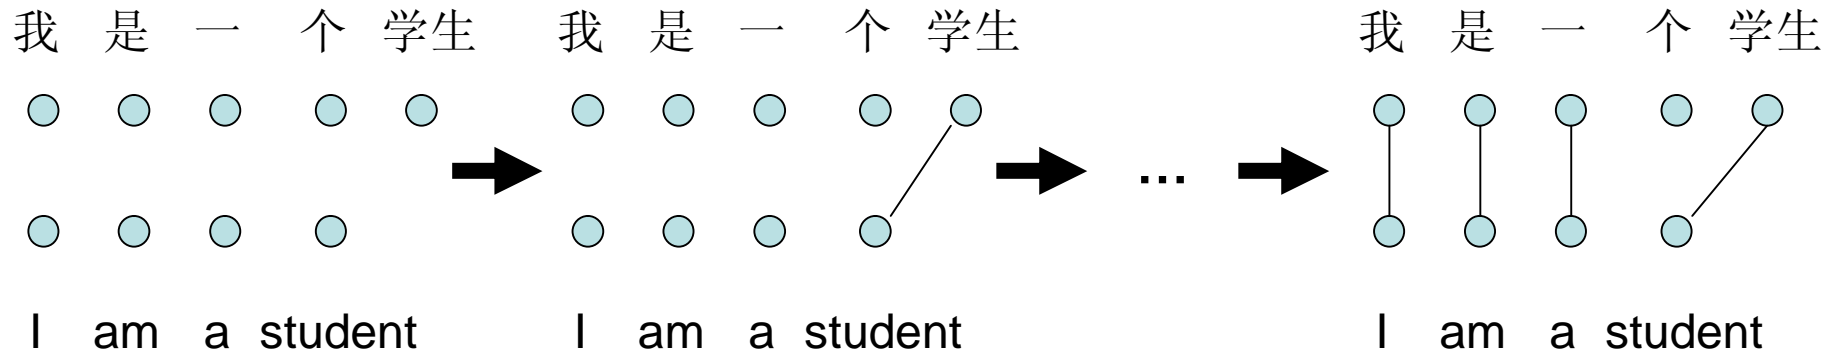 我 是 一 个 学生 我 是 一 个 学生 我 是 一 个 学生
...
I am a student I am a student I am a student